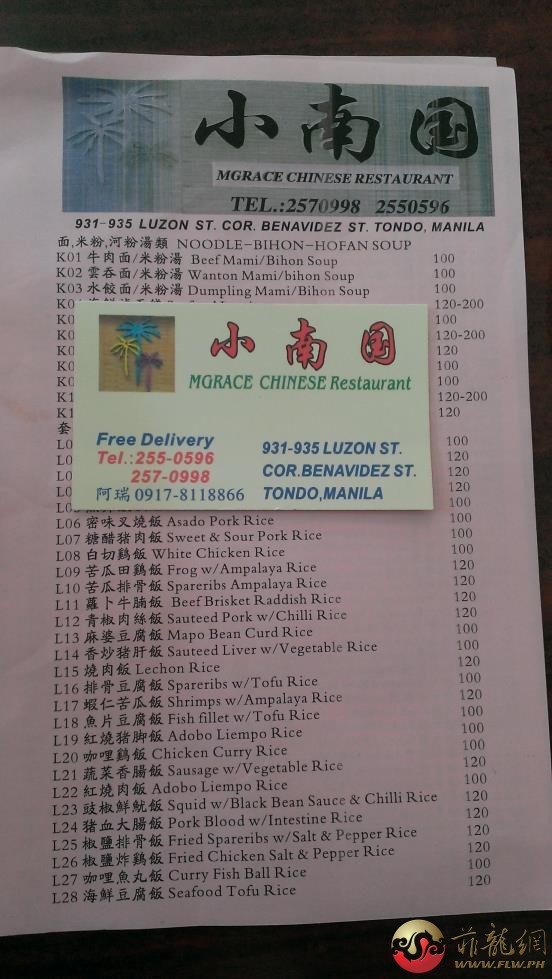 小南国
MGRACE CHINESE RESTAURANT
TEL.:2570998 2550596
931-935 LUZON ST. COR. BENAVIDEZ ST. TONDO, MANILA
面,米粉,河粉湯類 NOODLE-BIHON-HOFAN SOUP
K01 牛肉面/米粉湯 Beef Mami/Bihon Soup 100
K02 雲吞面/米粉湯 Wanton Mami/bihon Soup 100
K03 水餃面/米粉湯 Dumpling Mami/Bihon Soup 100
120-200
100
120-200
120
100
100
120-200
120
小南国
MGRACE CHINESE Restaurant
Free Delivery
Tel.:255-0596
257-0998
阿瑞 0917-8118866
931-935 LUZON ST.
COR.BENAVIDEZ ST.
TONDO,MANILA
套
100
120
120
120
100
L06 密味叉燒飯 Asado Pork Rice 100
L07 糖醋猪肉飯 Sweet & Sour Pork Rice 100
L08 白切鷄飯 White Chicken Rice 100
L09 苦瓜田鷄飯 Frog w/Ampalaya Rice 120
L10 苦瓜排骨飯 Spareribs Ampalaya Rice 120
L11 蘿卜牛腩飯 Beef Brisket Raddish Rice 120
L12 青椒肉絲飯 Sauteed Pork w/Chilli Rice 120
L13 麻婆豆腐飯 Mapo Bean Curd Rice 100
L14 香炒猪肝飯 Sauteed Liver w/Vegetable Rice 100
L15 燒肉飯 Lechon Rice 120
L16 排骨豆腐飯 Spareribs w/Tofu Rice 100
L17 蝦仁苦瓜飯 Shrimps w/Ampalaya Rice 120
L18 魚片豆腐飯 Fish fillet w/Tofu Rice 100
L19 紅燒猪脚飯 Adobo Liempo Rice 100
L20 咖哩鷄飯 Chicken Curry Rice 100
L21 蔬菜香腸飯 Sausage w/Vegetable Rice 120
L22 紅燒肉飯 Adobo Liempo Rice 100
L23 豉椒鮮魷飯 Squid w/Black Bean Sauce & Chilli Rice 120
L24 猪血大腸飯 Pork Blood w/Intestine Rice 120
L25 椒鹽排骨飯 Fried Spareribs w/Salt & Pepper Rice 120
L26 椒鹽炸鷄飯 Fried Chicken Salt & Pepper Rice 120
L27 咖哩魚丸飯 Curry Fish Ball Rice 100
L28 海鮮豆腐飯 Seafood Tofu Rice 120
菲龍網
WWW.FLW.PH